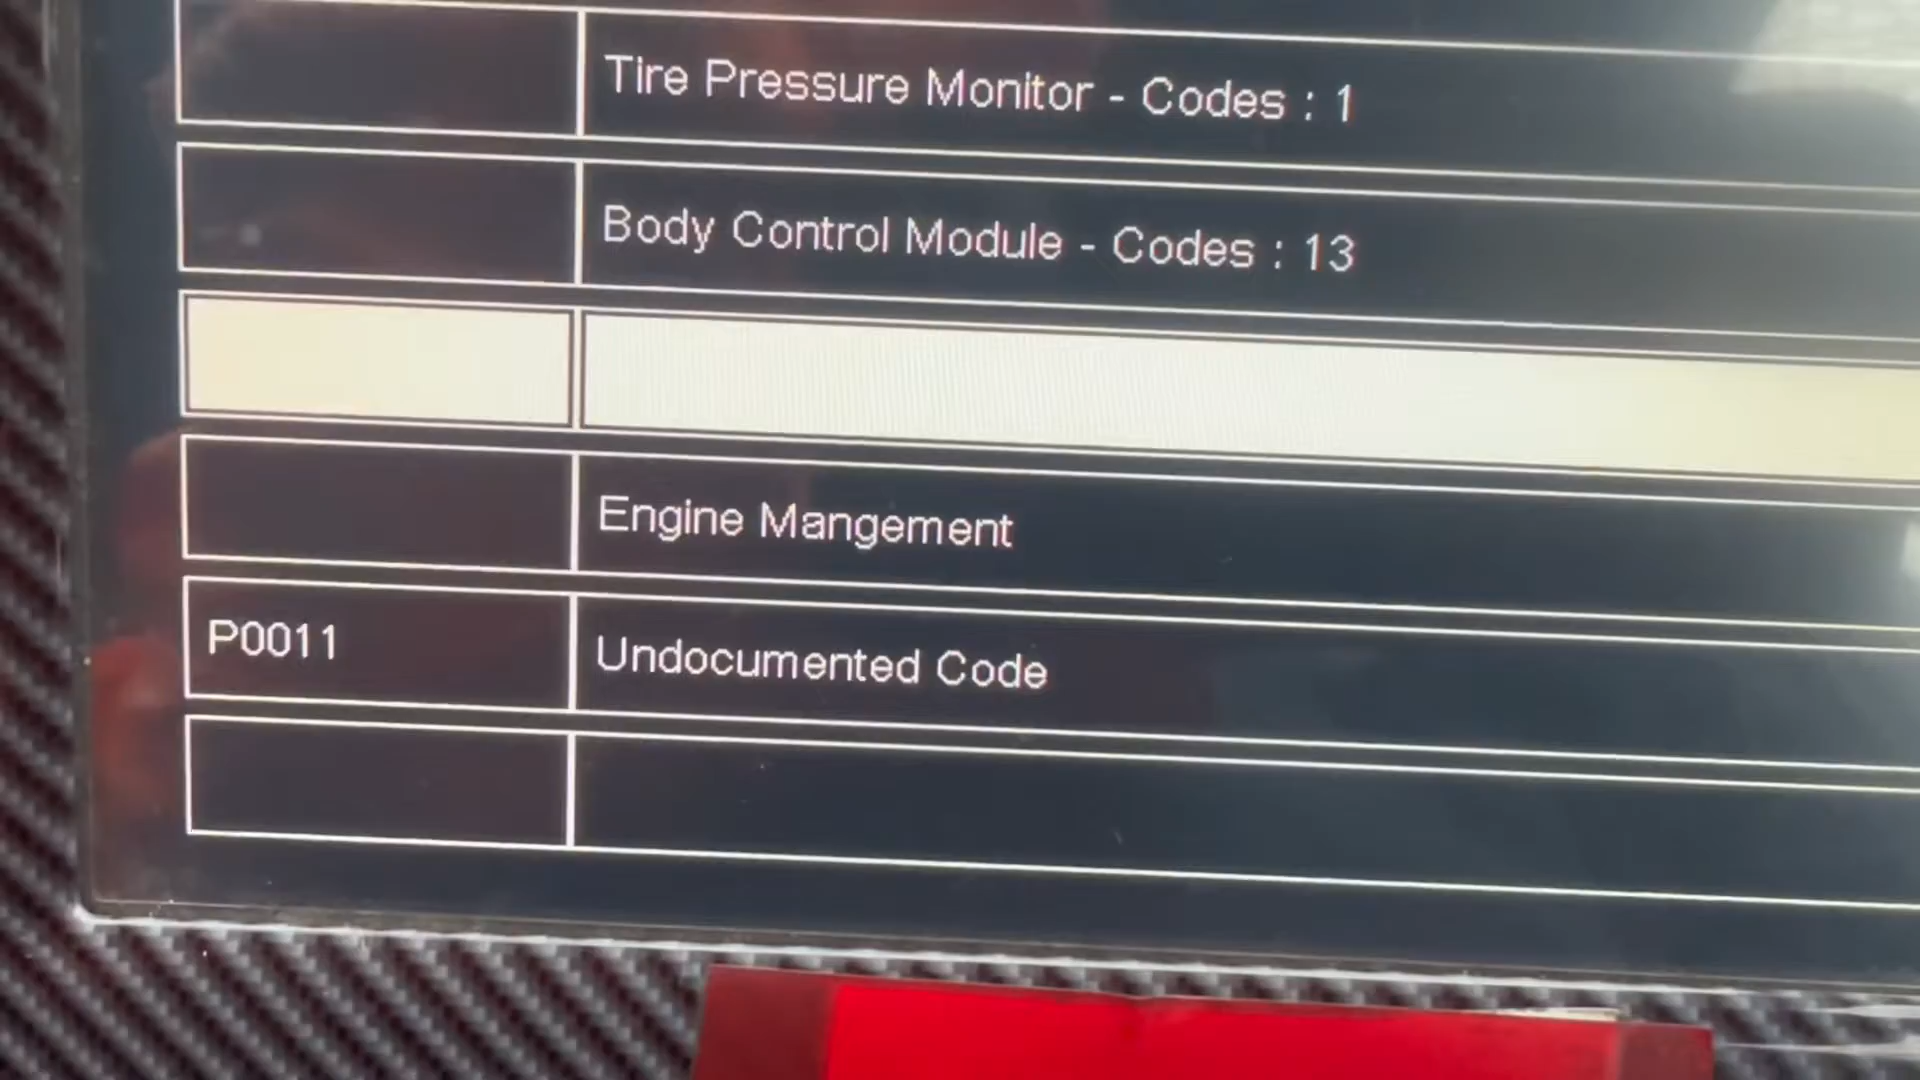 Tire Pressure Monitor - Codes : 1
Body Control Module - Codes : 13
Engine Mangement
P0011 Undocumented Code